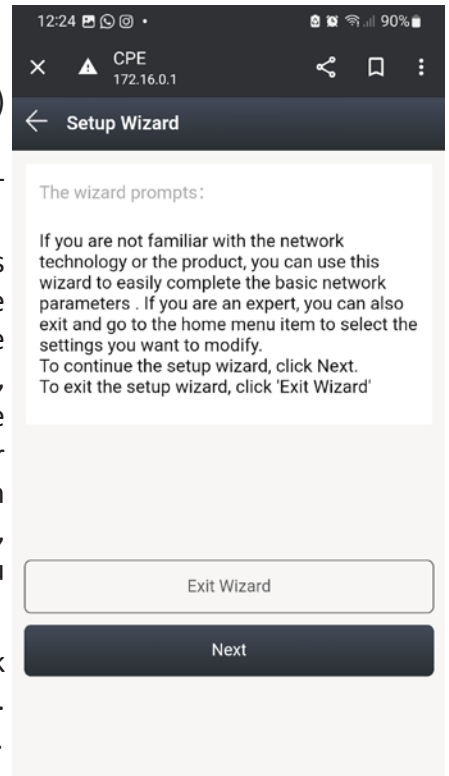 12:24
90%
CPE
172.16.0.1
Setup Wizard
The wizard prompts:
If you are not familiar with the network
technology or the product, you can use this
wizard to easily complete the basic network
parameters . If you are an expert, you can also
exit and go to the home menu item to select the
settings you want to modify.
To continue the setup wizard, click Next.
To exit the setup wizard, click 'Exit Wizard'
Exit Wizard
Next